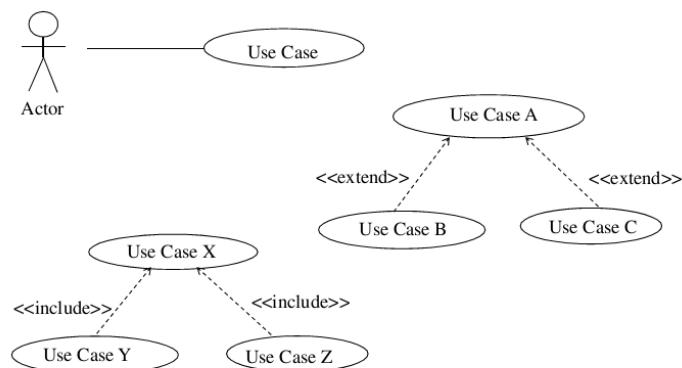 Use Case
Actor
Use Case A
<<extend>>
<<extend>>
Use Case B
Use Case C
Use Case X
<<include>>
<<include>>
Use Case Y
Use Case Z